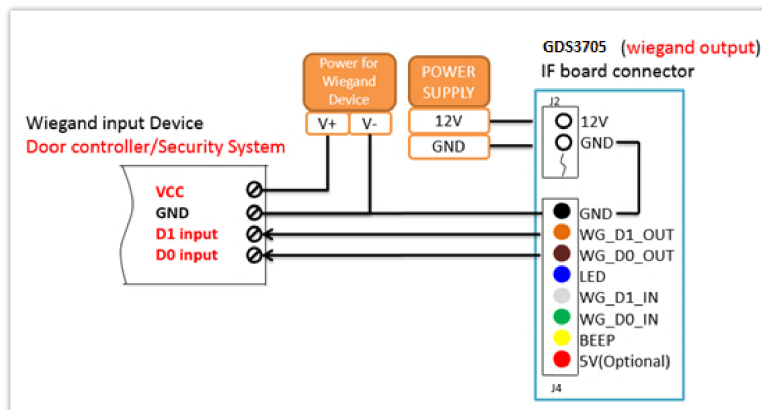 GDS3705 (wiegand output)
IF board connector
Power for
Wiegand
Device
V+ V-
POWER
SUPPLY
12V
GND
Wiegand input Device
Door controller/Security System
VCC
GND
D1 input
D0 input
J2
12V
GND
GND
WG_D1_OUT
WG_D0_OUT
LED
WG_D1_IN
WG_D0_IN
BEEP
5V(Optional)
J4